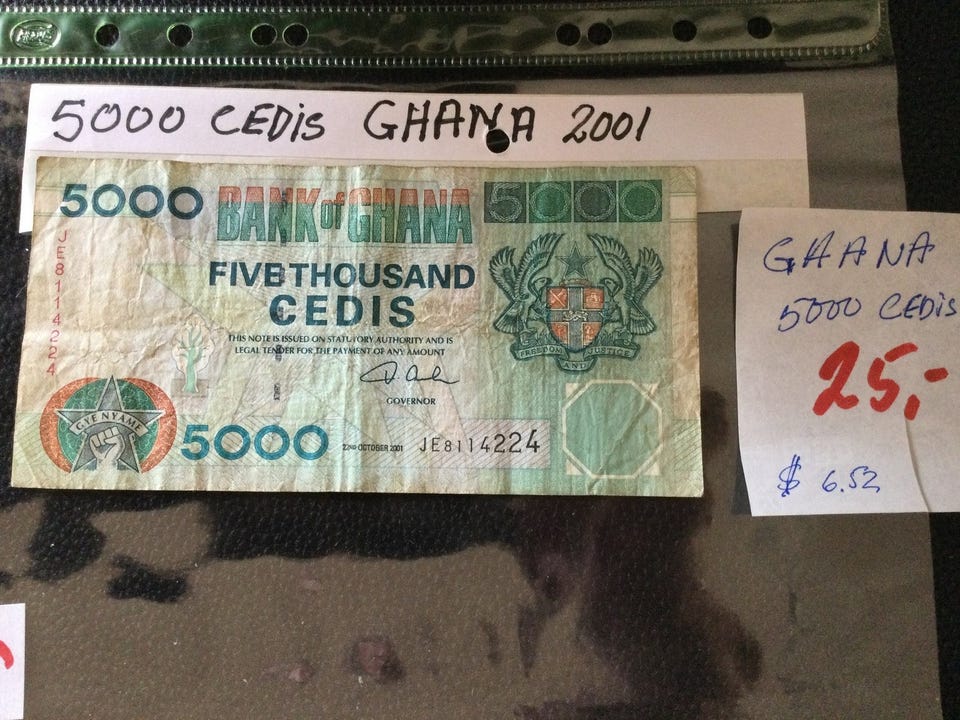 5000 CEDiS GHANA 2001
5000 BANK of GHANA 5000
JE8114224
FIVE THOUSAND
CEDIS
THIS NOTE IS ISSUED ON STATUTORY AUTHORITY AND IS
LEGAL TENDER FOR THE PAYMENT OF ANY AMOUNT
GOVERNOR
FREEDOM AND JUSTICE
GYE NYAME
5000
22ND OCTOBER 2001
JE8114224
GHANA
5000 CEDiS
25,-
$ 6.52